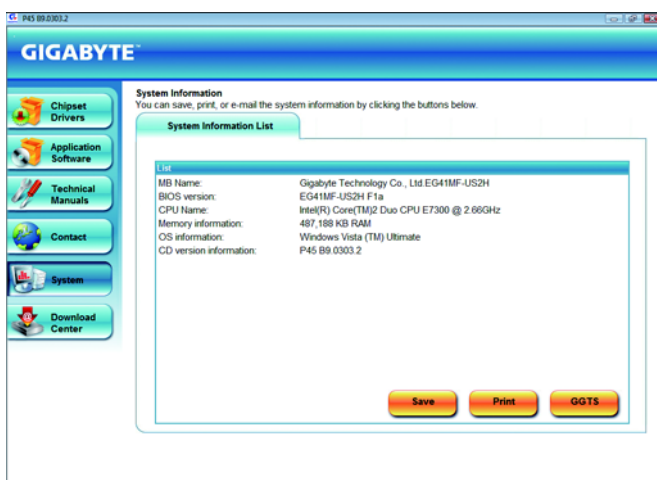 P45 B9.0303.2
GIGABYTE™
System Information
You can save, print, or e-mail the system information by clicking the buttons below.
System Information List
Chipset
Drivers
Application
Software
Technical
Manuals
Contact
System
Download
Center
List
MB Name: Gigabyte Technology Co., Ltd.EG41MF-US2H
BIOS version: EG41MF-US2H F1a
CPU Name: Intel(R) Core(TM)2 Duo CPU E7300 @ 2.66GHz
Memory information: 487,188 KB RAM
OS information: Windows Vista (TM) Ultimate
CD version information: P45 B9.0303.2
Save Print GGTS